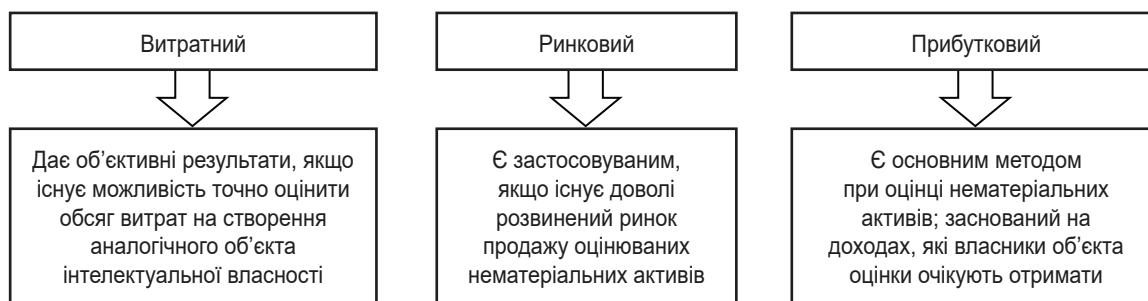 Витратний
Дає об’єктивні результати, якщо
існує можливість точно оцінити
обсяг витрат на створення
аналогічного об’єкта
інтелектуальної власності
Ринковий
Є застосовуваним,
якщо існує доволі
розвинений ринок
продажу оцінюваних
нематеріальних активів
Прибутковий
Є основним методом
при оцінці нематеріальних
активів; заснований на
доходах, які власники об’єкта
оцінки очікують отримати